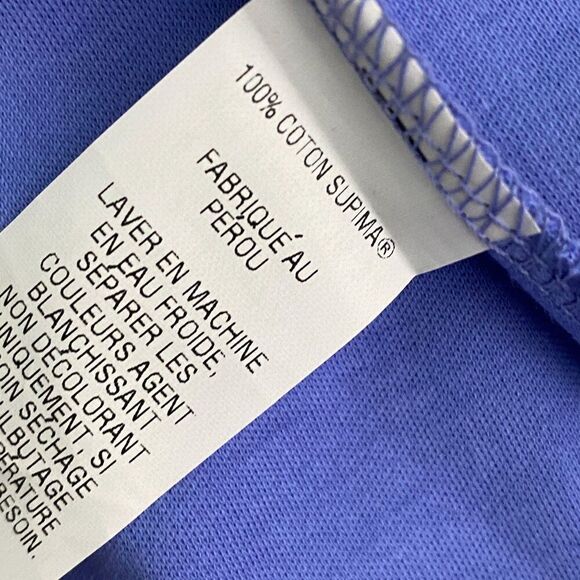 100% COTON SUPIMA®
FABRIQUÉ AU
PÉROU
LAVER EN MACHINE
EN EAU FROIDE,
SÉPARER LES
COULEURS AGENT
BLANCHISSANT
NON DÉCOLORANT
UNIQUEMENT, SI
SÉCHAGE